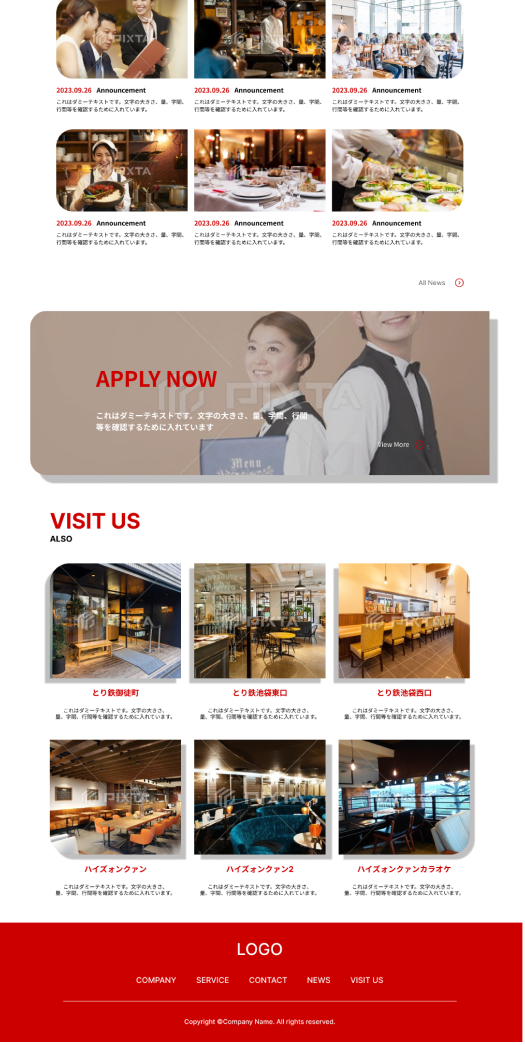 PIXTA
2023.09.26 Announcement
これはダミーテキストです。文字の大きさ、量、字間、
行間等を確認するために入れています。
2023.09.26 Announcement
これはダミーテキストです。文字の大きさ、量、字間、
行間等を確認するために入れています。
2023.09.26 Announcement
これはダミーテキストです。文字の大きさ、量、字間、
行間等を確認するために入れています。
PIXTA
2023.09.26 Announcement
これはダミーテキストです。文字の大きさ、量、字間、
行間等を確認するために入れています。
2023.09.26 Announcement
これはダミーテキストです。文字の大きさ、量、字間、
行間等を確認するために入れています。
2023.09.26 Announcement
これはダミーテキストです。文字の大きさ、量、字間、
行間等を確認するために入れています。
All News
APPLY NOW
PIXTA
これはダミーテキストです。文字の大きさ、量、字間、行間
等を確認するために入れています
View More
Menu
VISIT US
ALSO
とり鉄御徒町
これはダミーテキストです。文字の大きさ、
量、字間、行間等を確認するために入れています。
とり鉄池袋東口
これはダミーテキストです。文字の大きさ、
量、字間、行間等を確認するために入れています。
とり鉄池袋西口
これはダミーテキストです。文字の大きさ、
量、字間、行間等を確認するために入れています。
PIXTA
ハイズォンクァン
これはダミーテキストです。文字の大きさ、
量、字間、行間等を確認するために入れています。
ハイズォンクァン2
これはダミーテキストです。文字の大きさ、
量、字間、行間等を確認するために入れています。
ハイズォンクァンカラオケ
これはダミーテキストです。文字の大きさ、
量、字間、行間等を確認するために入れています。
LOGO
COMPANY SERVICE CONTACT NEWS VISIT US
Copyright ©Company Name. All rights reserved.